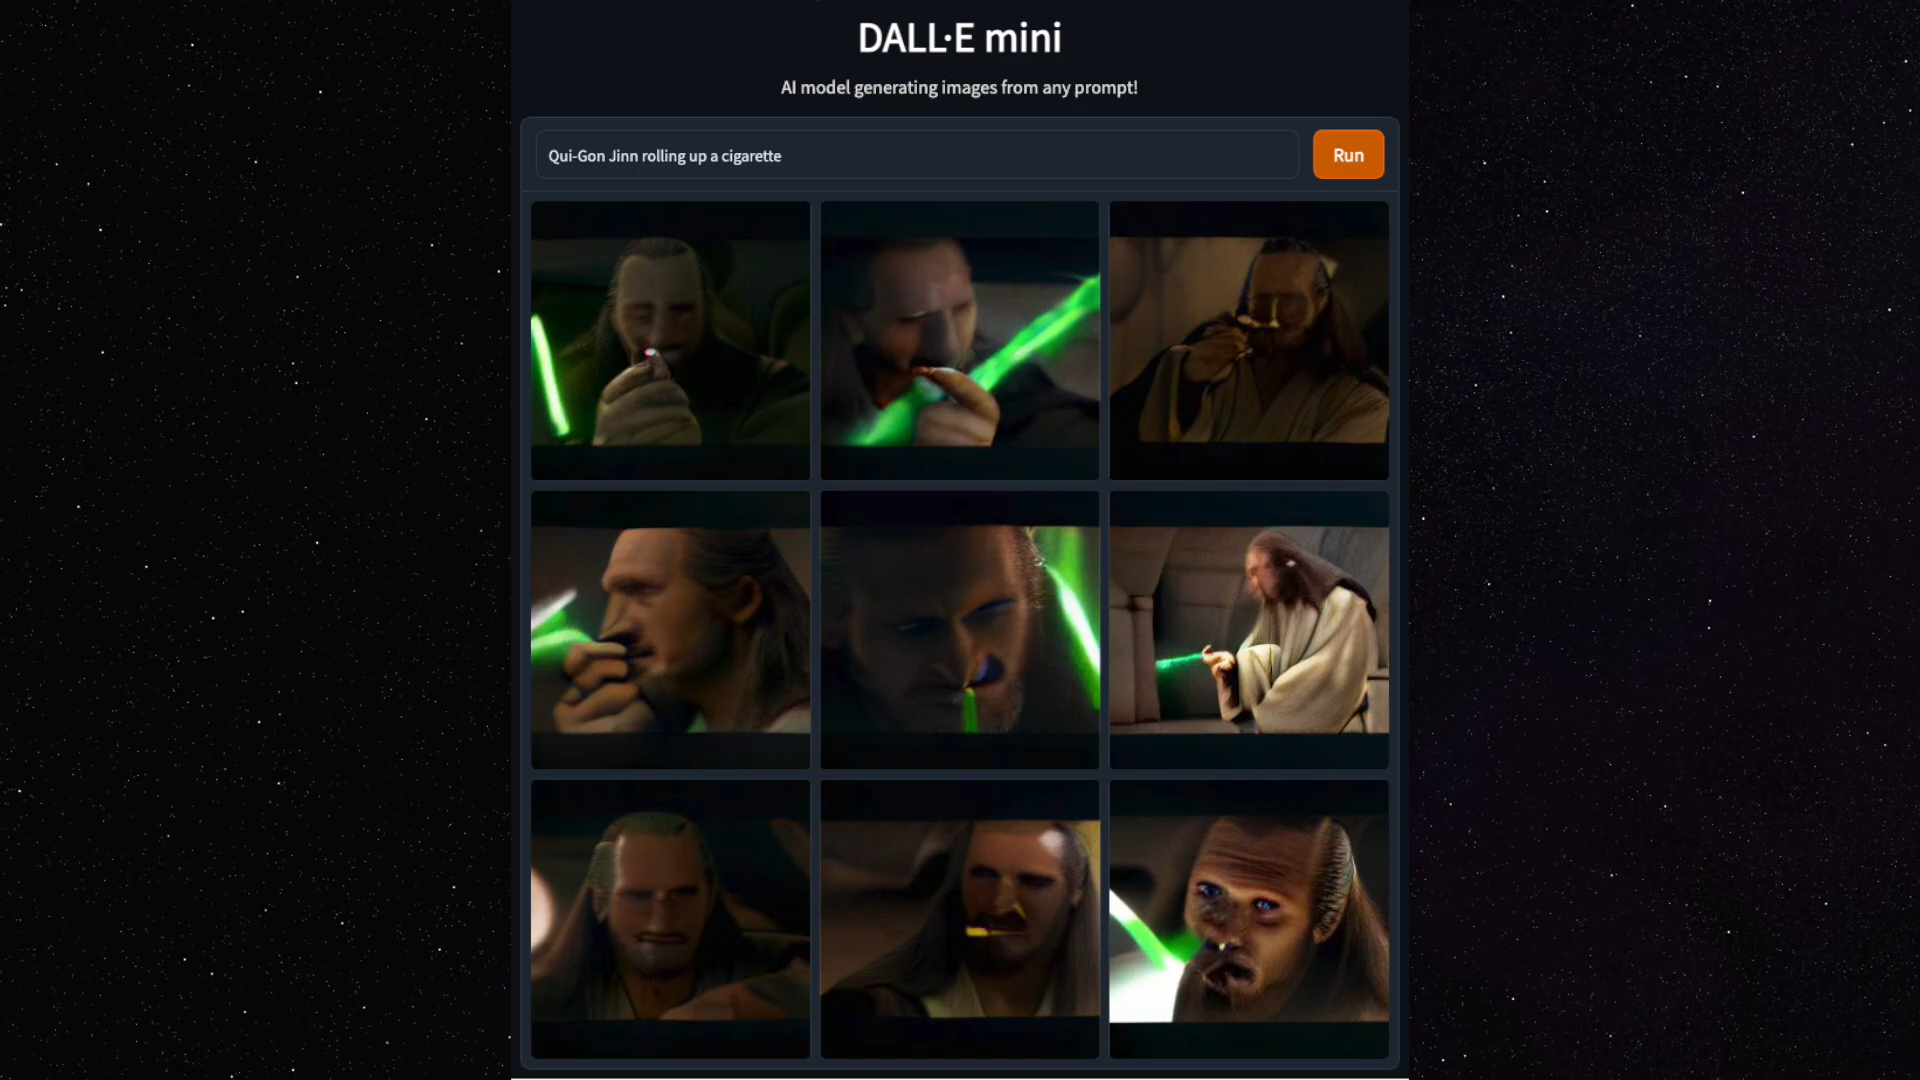 DALL·E mini
AI model generating images from any prompt!
Qui-Gon Jinn rolling up a cigarette
Run